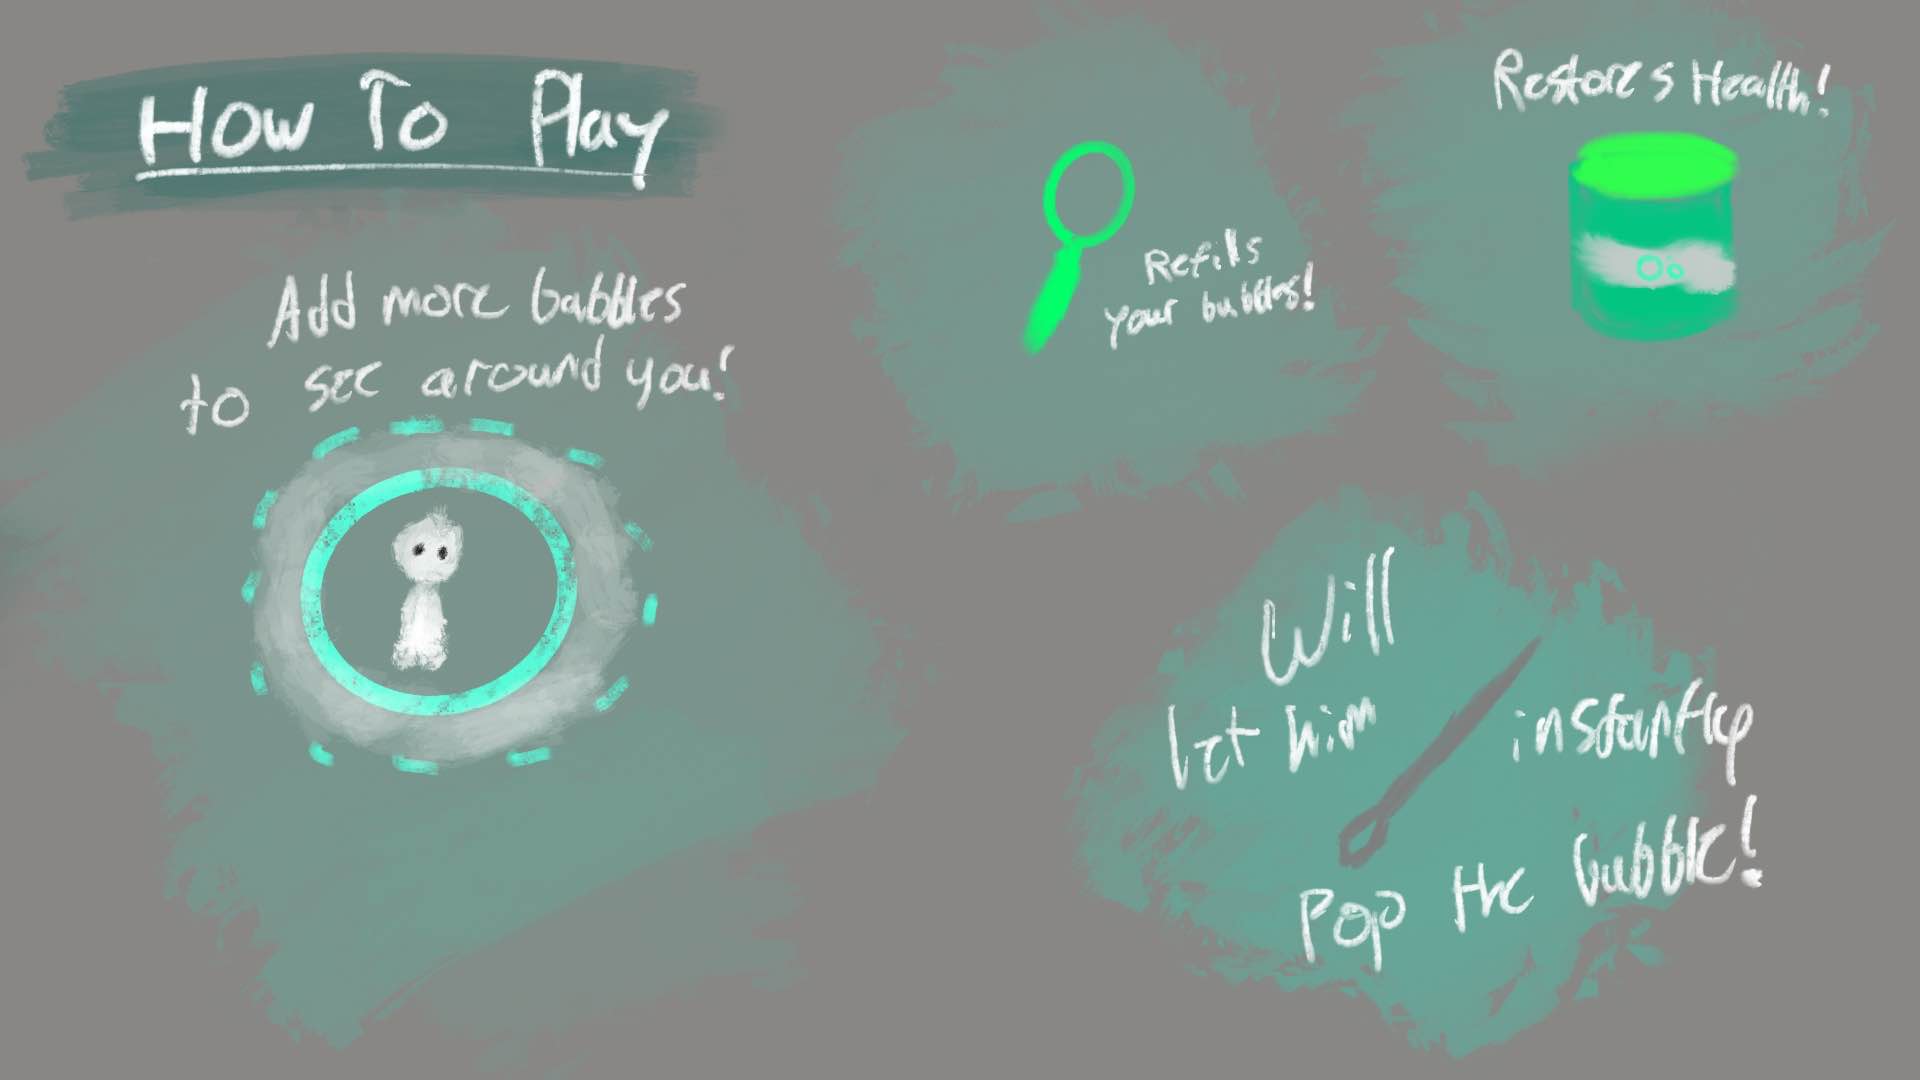 How To Play
Add more bubbles
to see around you!
Refills
your bubbles!
Restores Health!
Will
let him instantly
Pop the bubble!